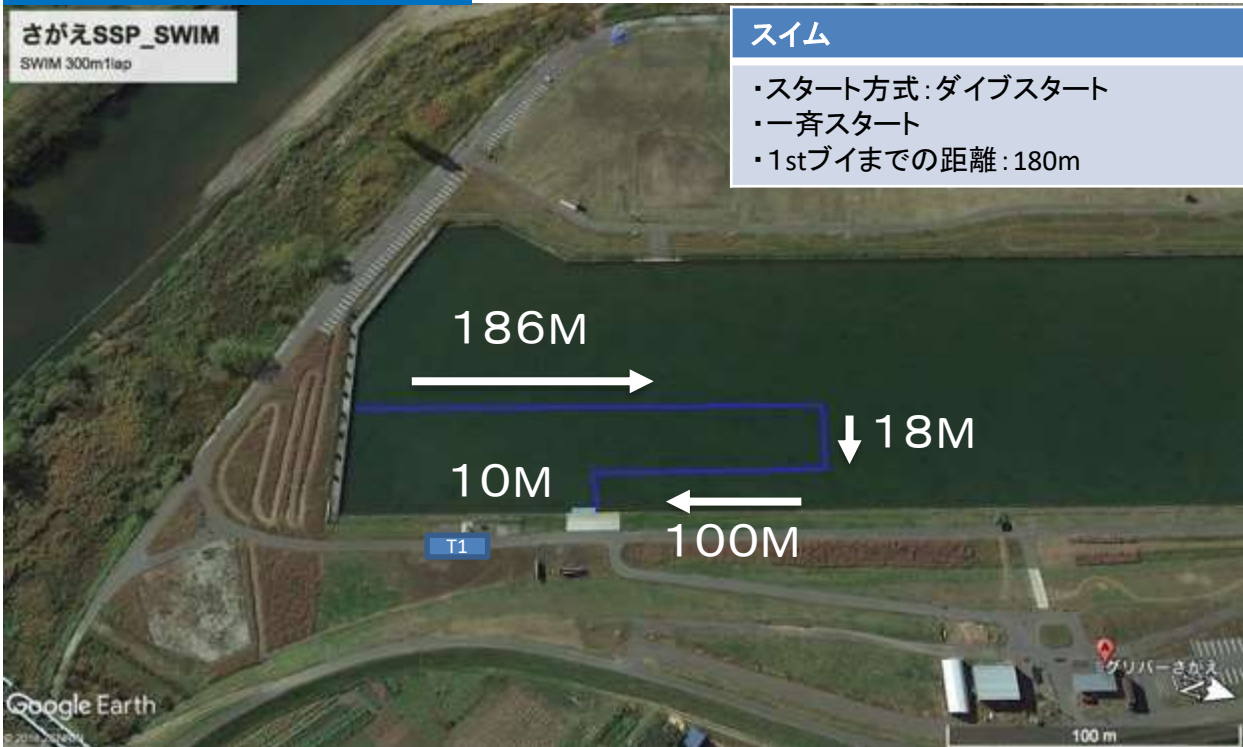 さがえSSP_SWIM
SWIM 300m1lap
スイム
・スタート方式:ダイブスタート
・一斉スタート
・1stブイまでの距離:180m
186M
18M
10M
100M
T1
A
グリバーさがえ
Google Earth
100 m